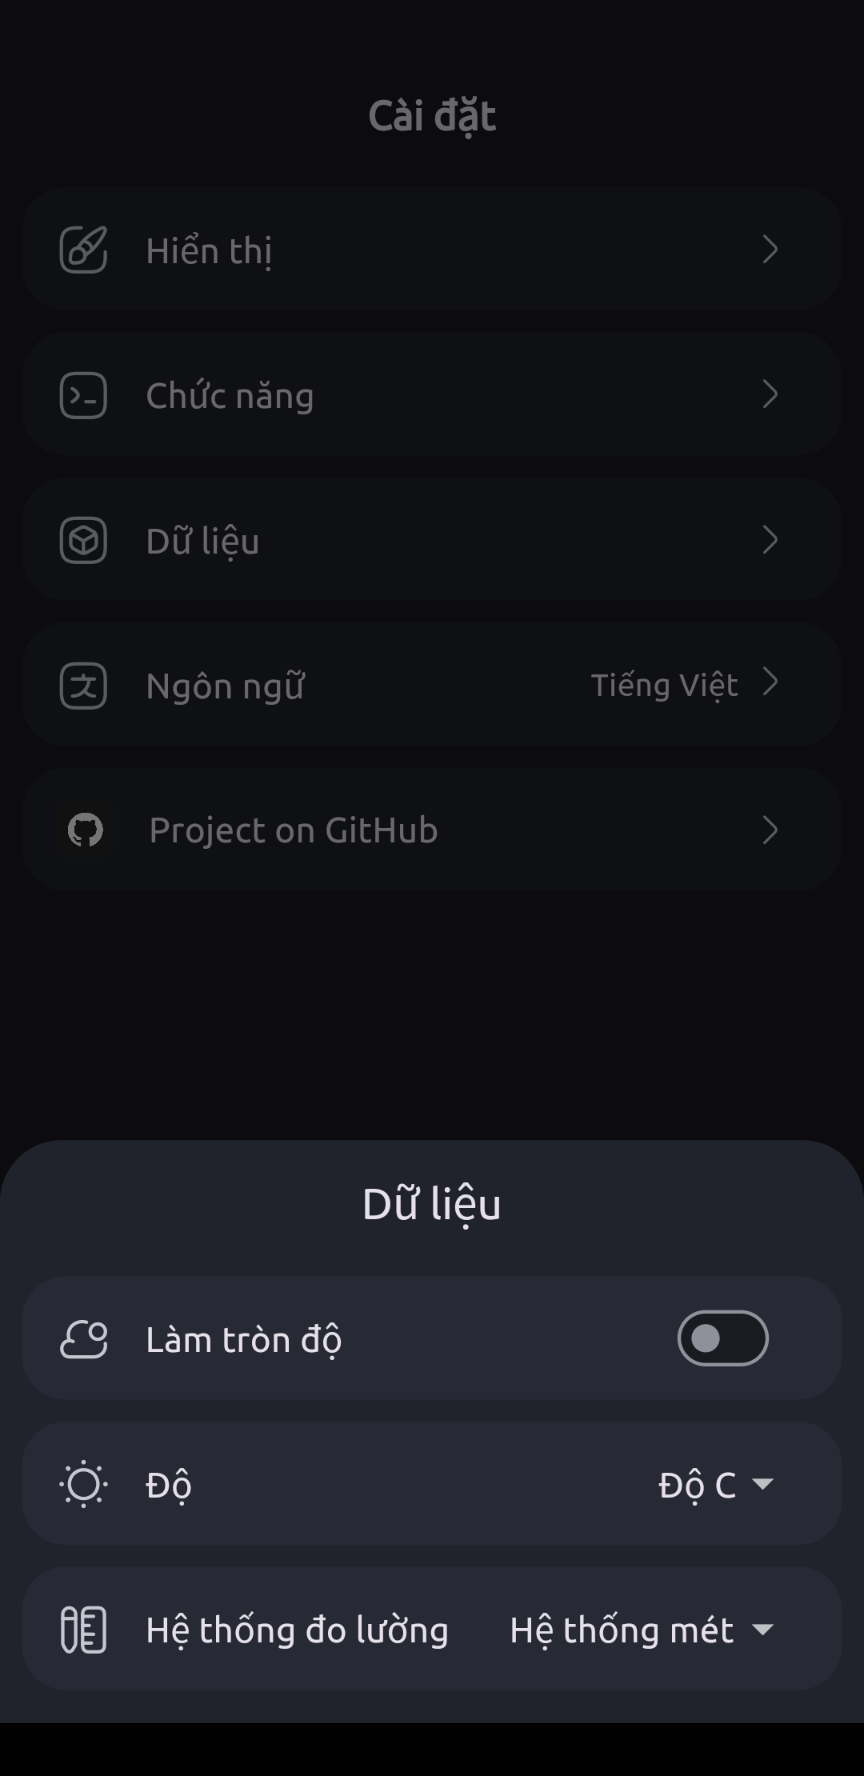 Cài đặt
Hiển thị
Chức năng
Dữ liệu
Ngôn ngữ Tiếng Việt
Project on GitHub
Dữ liệu
Làm tròn độ
Độ Độ C
Hệ thống đo lường Hệ thống mét